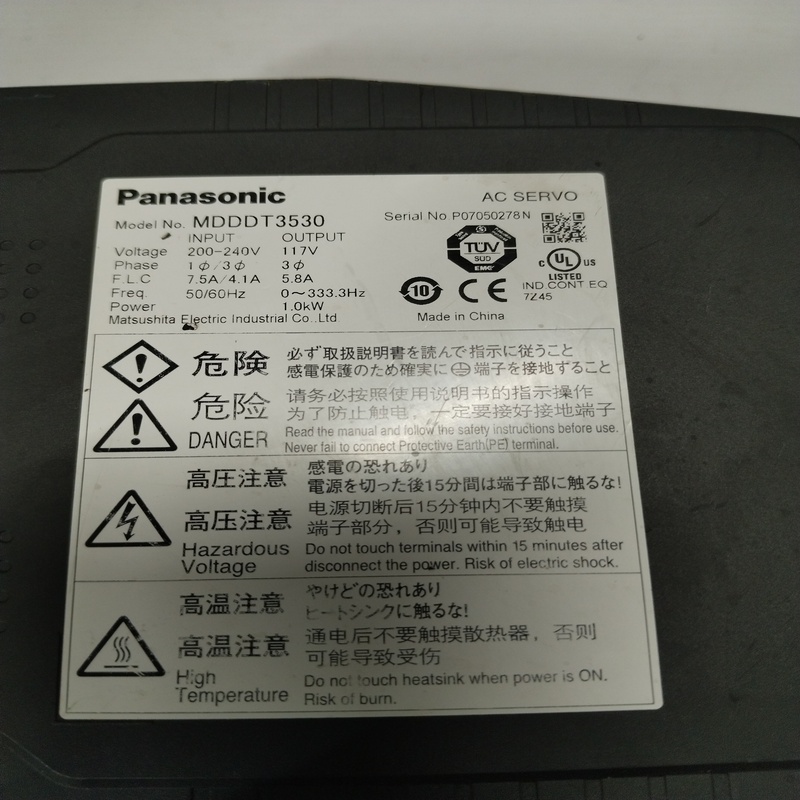 Panasonic
AC SERVO
Model No. MDDDT3530
Serial No. P07050278N
INPUT OUTPUT
Voltage 200-240V 117V
Phase 1φ/3φ 3φ
F.L.C 7.5A/4.1A 5.8A
Freq. 50/60Hz 0～333.3Hz
Power 1.0kW
Matsushita Electric Industrial Co.,Ltd
TÜV
SÜD
EMC
C UL US
LISTED
IND.CONT.EQ
7Z45
10
CE
Made in China
危険 必ず取扱説明書を読んで指示に従うこと
感電保護のため確実に端子を接地すること
危险 请务必按照使用说明书的指示操作
为了防止触电，一定要接好接地端子
DANGER Read the manual and follow the safety instructions before use.
Never fail to connect Protective Earth(PE) terminal.
高圧注意 感電の恐れあり
電源を切った後15分間は端子部に触るな!
高压注意 电源切断后15分钟内不要触摸
端子部分，否则可能导致触电
Hazardous Do not touch terminals within 15 minutes after
Voltage disconnect the power. Risk of electric shock.
高温注意 やけどの恐れあり
ヒートシンクに触るな!
高温注意 通电后不要触摸散热器，否则
可能导致受伤
High Do not touch heatsink when power is ON.
Temperature Risk of burn.